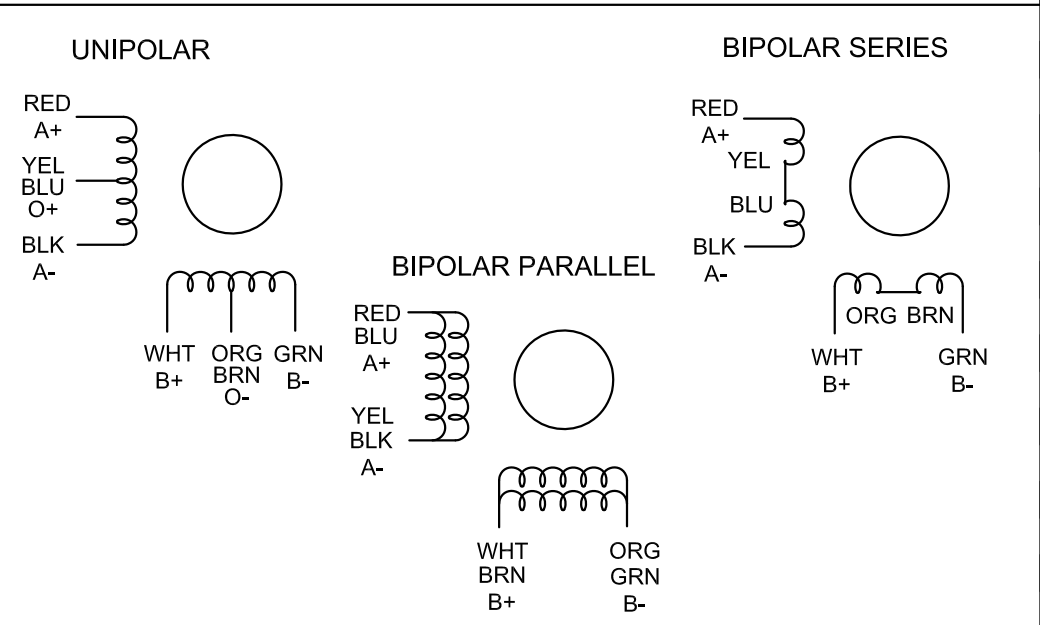 UNIPOLAR
RED
A+
YEL
BLU
O+
BLK
A-
WHT
B+
ORG
BRN
O-
GRN
B-
BIPOLAR PARALLEL
RED
BLU
A+
YEL
BLK
A-
WHT
BRN
B+
ORG
GRN
B-
BIPOLAR SERIES
RED
A+
YEL
BLU
BLK
A-
ORG BRN
WHT
B+
GRN
B-